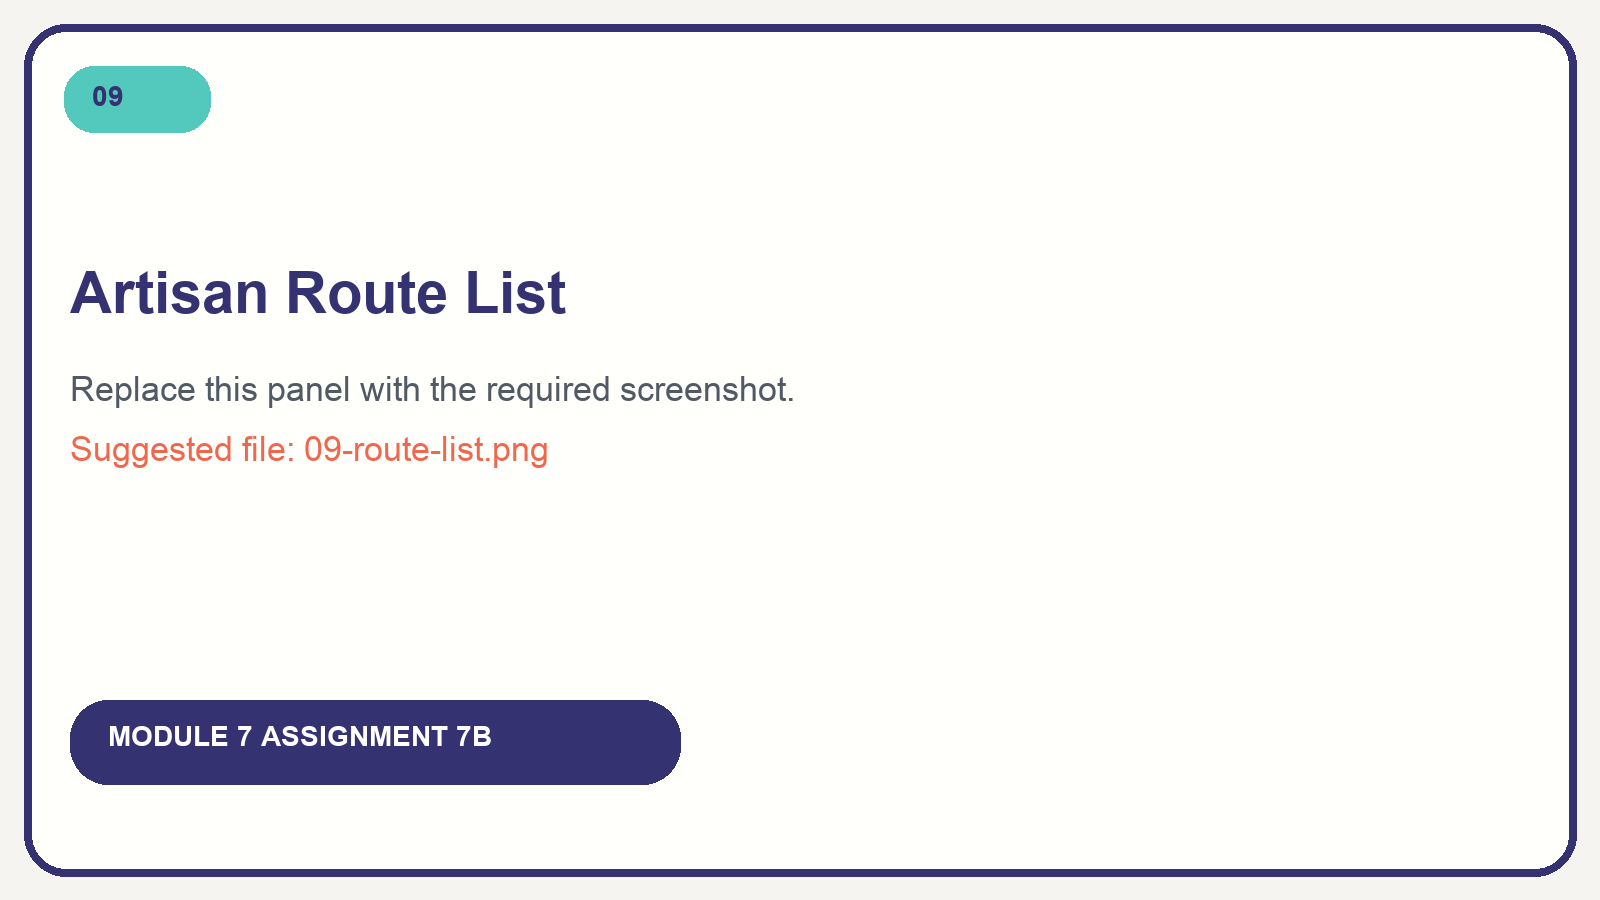 09
Artisan Route List
Replace this panel with the required screenshot.
Suggested file: 09-route-list.png
MODULE 7 ASSIGNMENT 7B